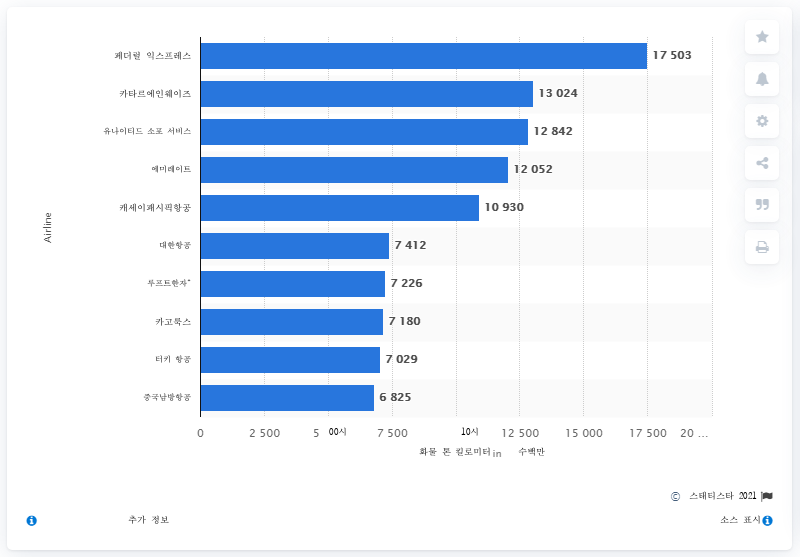 페더럴 익스프레스 17 503
카타르에인웨이즈 13 024
유나이티드 소포 서비스 12 842
에미레이트 12 052
캐세이패시픽항공 10 930
대한항공 7 412
루프트한자* 7 226
카고룩스 7 180
터키 항공 7 029
중국남방항공 6 825
Airline
0 2 500 5 00시 7 500 10시 12 500 15 000 17 500 20 ...
화물 톤 킬로미터 in 수백만
© 스태티스타 2021
추가 정보 소스 표시